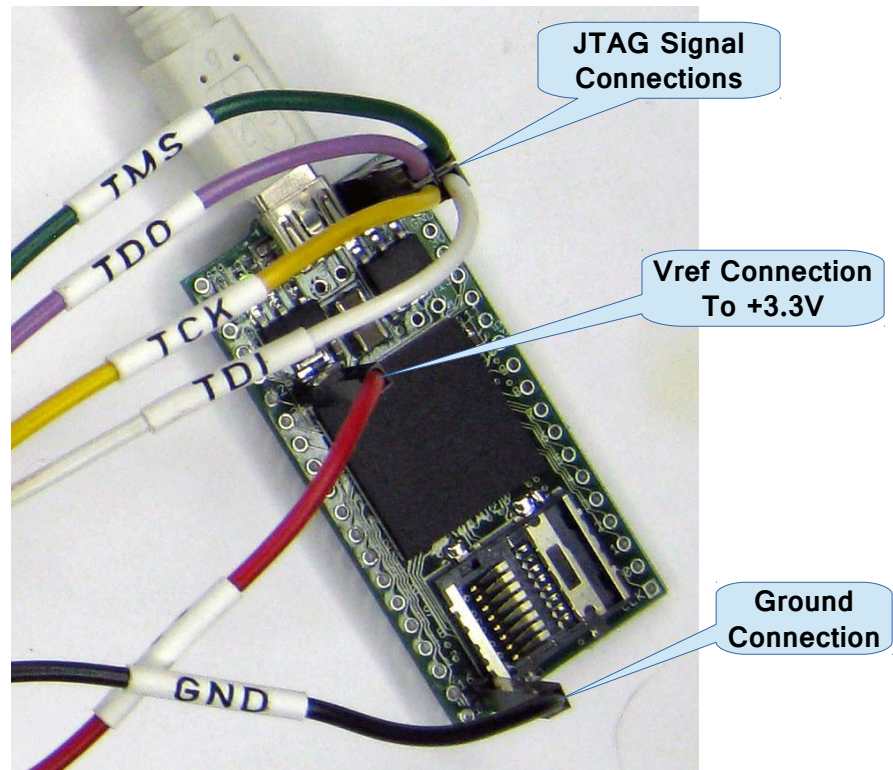 JTAG Signal
Connections
TMS
TDO
TCK
TDI
Vref Connection
To +3.3V
Ground
Connection
GND